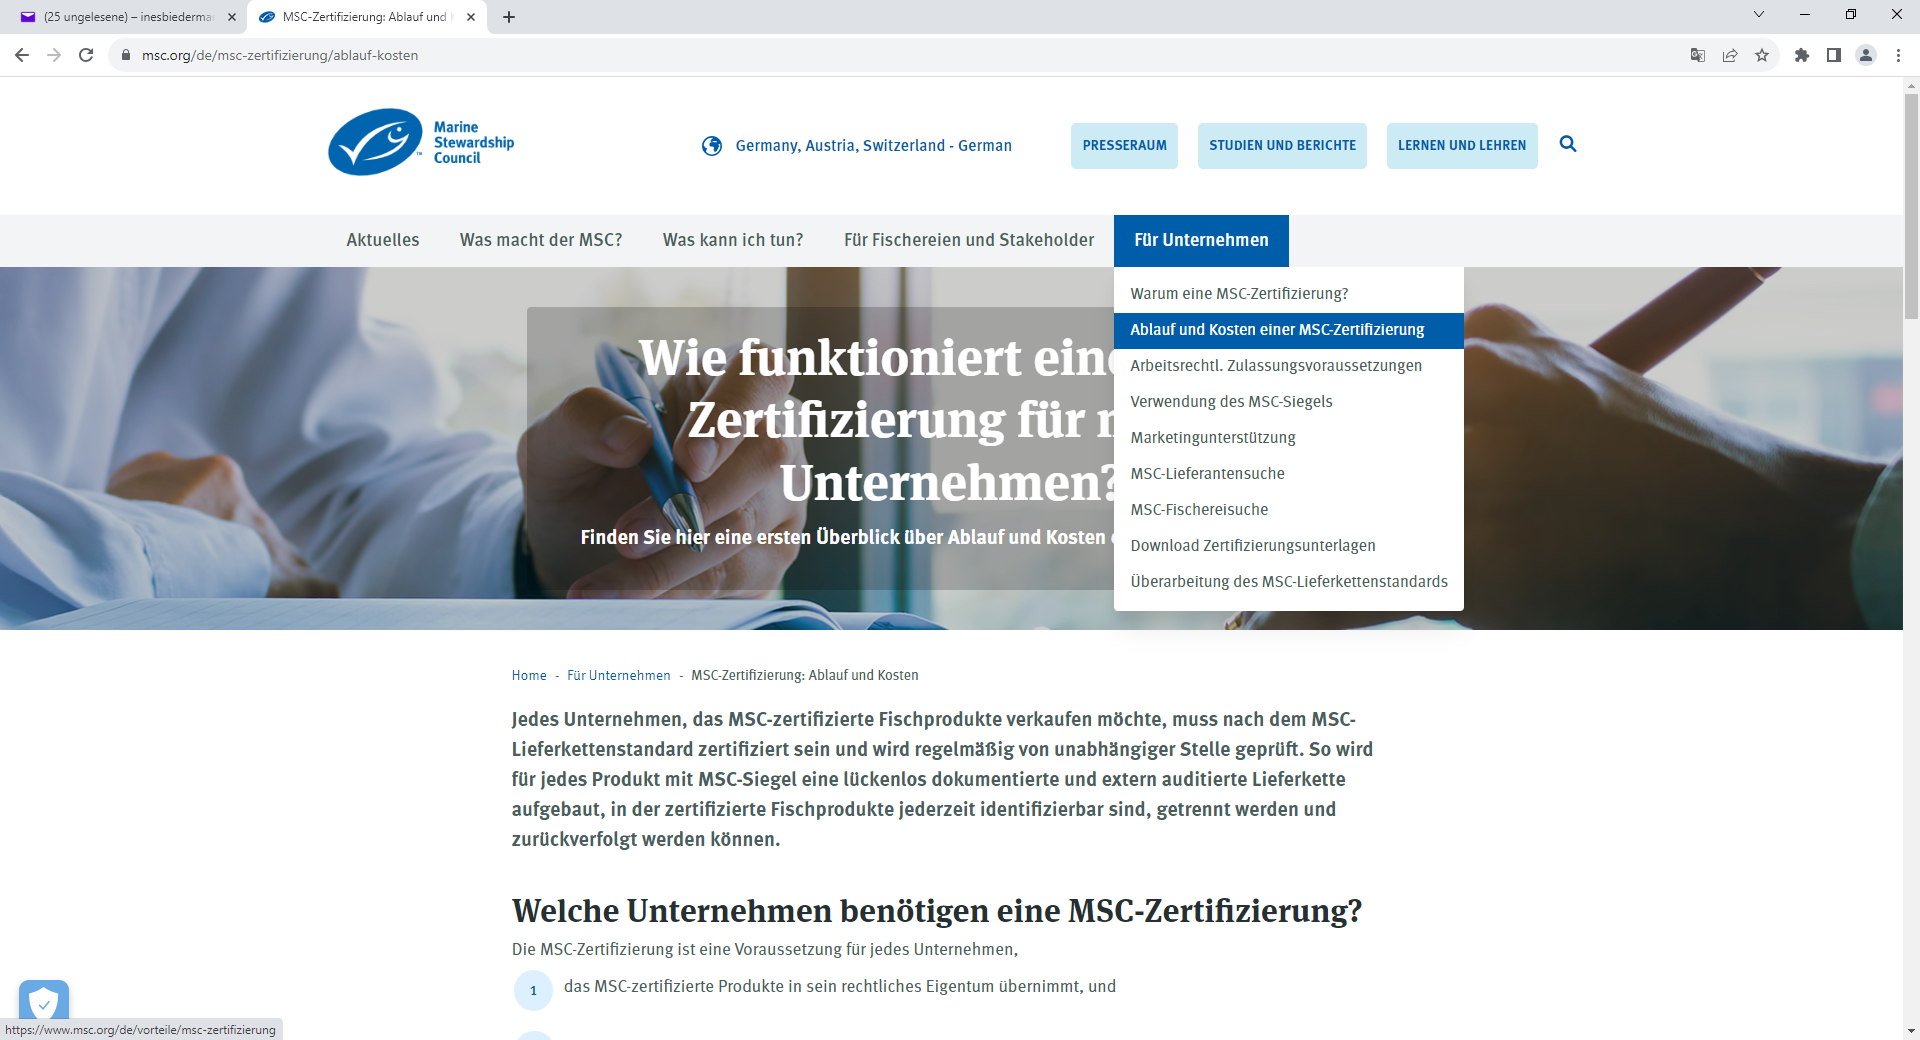 (25 ungelesene) – inesbiederma
MSC-Zertifizierung: Ablauf und
msc.org/de/msc-zertifizierung/ablauf-kosten
Marine
Stewardship
Council
Germany, Austria, Switzerland - German
PRESSERAUM
STUDIEN UND BERICHTE
LERNEN UND LEHREN
Aktuelles
Was macht der MSC?
Was kann ich tun?
Für Fischereien und Stakeholder
Für Unternehmen
Warum eine MSC-Zertifizierung?
Ablauf und Kosten einer MSC-Zertifizierung
Arbeitsrechtl. Zulassungsvoraussetzungen
Verwendung des MSC-Siegels
Marketingunterstützung
MSC-Lieferantensuche
MSC-Fischereisuche
Download Zertifizierungsunterlagen
Überarbeitung des MSC-Lieferkettenstandards
Wie funktioniert eine
Zertifizierung für
Unternehmen?
Finden Sie hier eine ersten Überblick über Ablauf und Kosten
Home - Für Unternehmen - MSC-Zertifizierung: Ablauf und Kosten
Jedes Unternehmen, das MSC-zertifizierte Fischprodukte verkaufen möchte, muss nach dem MSC-
Lieferkettenstandard zertifiziert sein und wird regelmäßig von unabhängiger Stelle geprüft. So wird
für jedes Produkt mit MSC-Siegel eine lückenlos dokumentierte und extern auditierte Lieferkette
aufgebaut, in der zertifizierte Fischprodukte jederzeit identifizierbar sind, getrennt werden und
zurückverfolgt werden können.
Welche Unternehmen benötigen eine MSC-Zertifizierung?
Die MSC-Zertifizierung ist eine Voraussetzung für jedes Unternehmen,
1 das MSC-zertifizierte Produkte in sein rechtliches Eigentum übernimmt, und
https://www.msc.org/de/vorteile/msc-zertifizierung